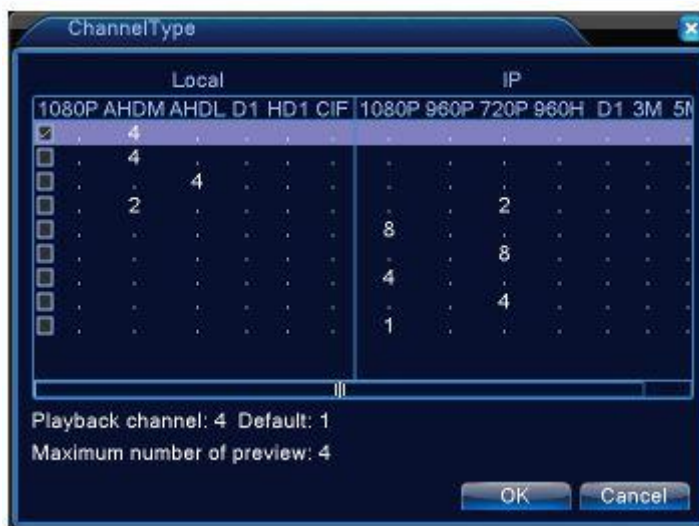 ChannelType
Local IP
1080P AHDM AHDL D1 HD1 CIF 1080P 960P 720P 960H D1 3M
4
4
4
2 2
8
8
4
4
1
Playback channel: 4 Default: 1
Maximum number of preview: 4
OK Cancel